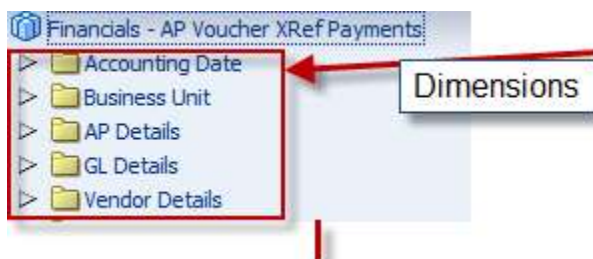 Financials - AP Voucher XRef Payments
Accounting Date
Dimensions
Business Unit
AP Details
GL Details
Vendor Details